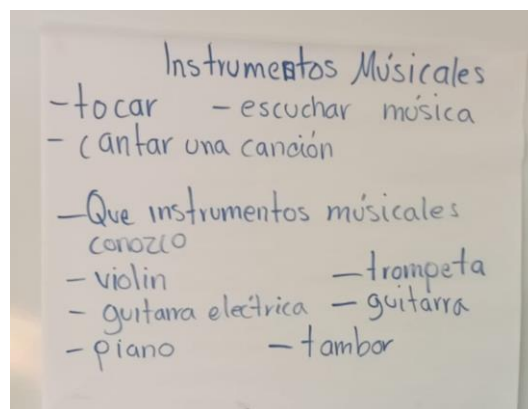 Instrumentos Músicales
- tocar - escuchar música
- cantar una canción
- Que instrumentos músicales
conozco
- violin - trompeta
- guitarra eléctrica - guitarra
- piano - tambor